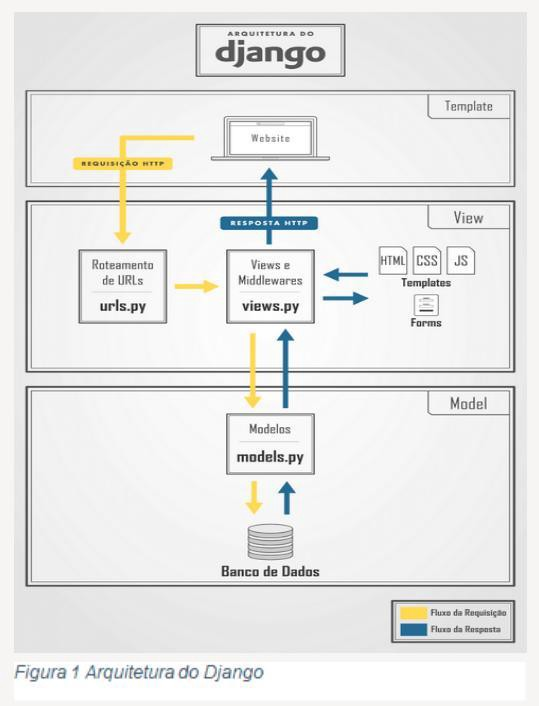 ARQUITETURA DO
django
Template
Website
REQUISIÇÃO HTTP
View
RESPOSTA HTTP
Roteamento
de URLs
urls.py
Views e
Middlewares
views.py
HTML CSS JS
Templates
Forms
Model
Modelos
models.py
Banco de Dados
Fluxo da Requisição
Fluxo da Resposta
Figura 1 Arquitetura do Django